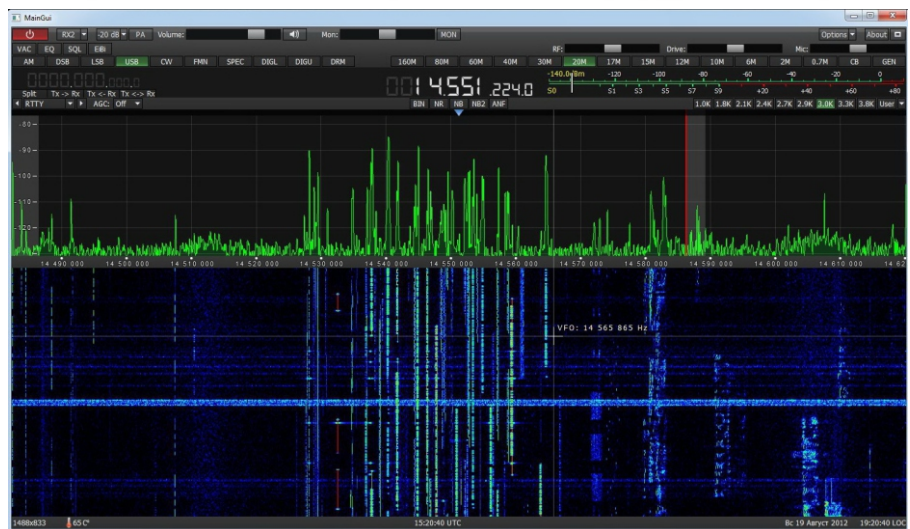 MainGui
RX2 -20 dB PA Volume: Mon: MON Options About
VAC EQ SQL EiBi RF: Drive: Mic:
AM DSB LSB USB CW FMN SPEC DIGL DIGU DRM 160M 80M 60M 40M 30M 20M 17M 15M 12M 10M 6M 2M 0.7M CB GEN
000.000.000.0 0014.551.224.0 -140.0dBm -120 -100 -80 -60 -40 -20 0
Split Tx -> Rx Tx <- Rx Tx <-> Rx S0 S1 S3 S5 S7 S9 +20 +40 +60 +80
RTTY AGC: Off BIN NR NB NB2 ANF 1.0K 1.8K 2.1K 2.4K 2.7K 2.9K 3.0K 3.3K 3.8K User
-80
-90
-100
-110
-120
14 490 000 14 500 000 14 510 000 14 520 000 14 530 000 14 540 000 14 550 000 14 560 000 14 570 000 14 580 000 14 590 000 14 600 000 14 610 000 14 62
VFO: 14 565 865 Hz
1488x833 65 C° 15:20:40 UTC Вс 19 Август 2012 19:20:40 LOC